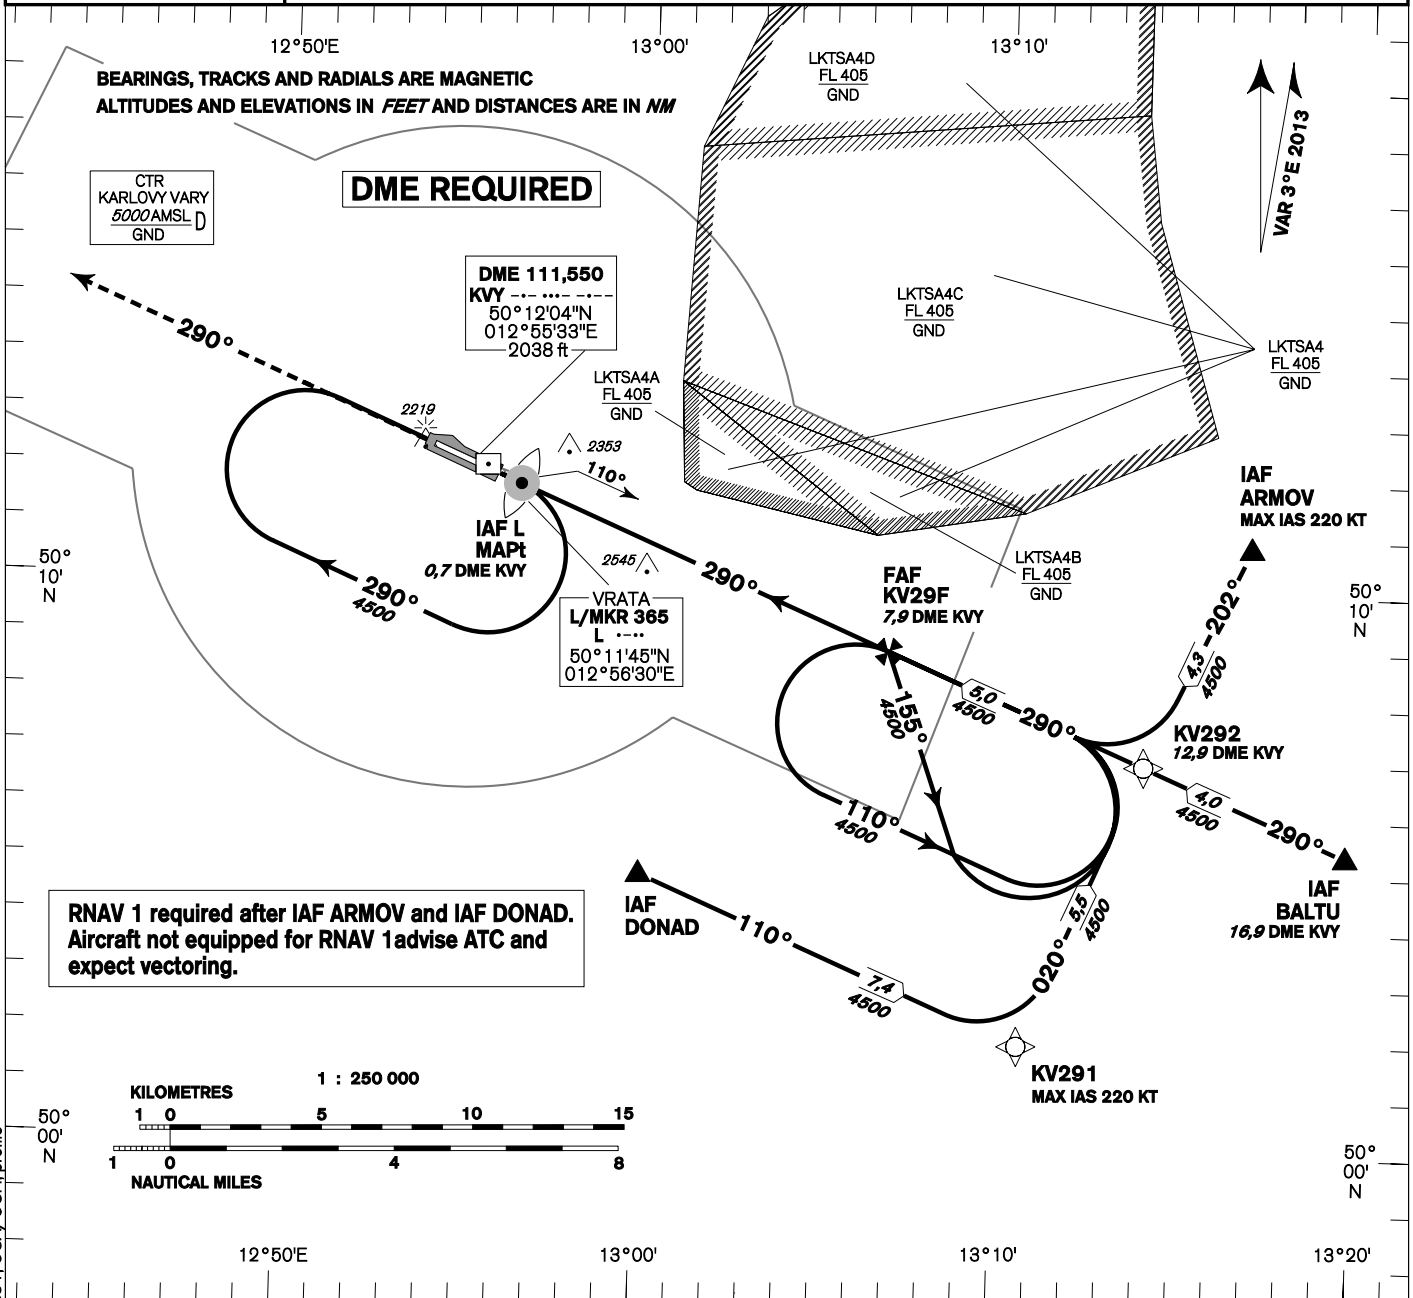 12°50'E
13°00'
13°10'
BEARINGS, TRACKS AND RADIALS ARE MAGNETIC
ALTITUDES AND ELEVATIONS IN FEET AND DISTANCES ARE IN NM
LKTSA4D
FL 405
GND
VAR 3°E 2013
CTR
KARLOVY VARY
5000 AMSL D
GND
DME REQUIRED
DME 111,550
KVY
50°12'04"N
012°55'33"E
2038 ft
LKTSA4C
FL 405
GND
290°
LKTSA4
FL 405
GND
LKTSA4A
FL 405
GND
2219
2353
110°
IAF
ARMOV
MAX IAS 220 KT
IAF L
MAPt
0,7 DME KVY
50°
10'
N
290°
4500
2545
290°
VRATA
L/MKR 365
L
50°11'45"N
012°56'30"E
FAF
KV29F
7,9 DME KVY
LKTSA4B
FL 405
GND
50°
10'
N
202°
4,3
4500
5,0
4500
290°
155°
4500
KV292
12,9 DME KVY
4,0
4500
290°
110°
4500
IAF
DONAD
IAF
BALTU
16,9 DME KVY
110°
7,4
4500
5,5
4500
020°
RNAV 1 required after IAF ARMOV and IAF DONAD.
Aircraft not equipped for RNAV 1advise ATC and
expect vectoring.
KV291
MAX IAS 220 KT
1 : 250 000
KILOMETRES
1 0 5 10 15
1 0 4 8
NAUTICAL MILES
50°
00'
N
50°
00'
N
12°50'E
13°00'
13°10'
13°20'